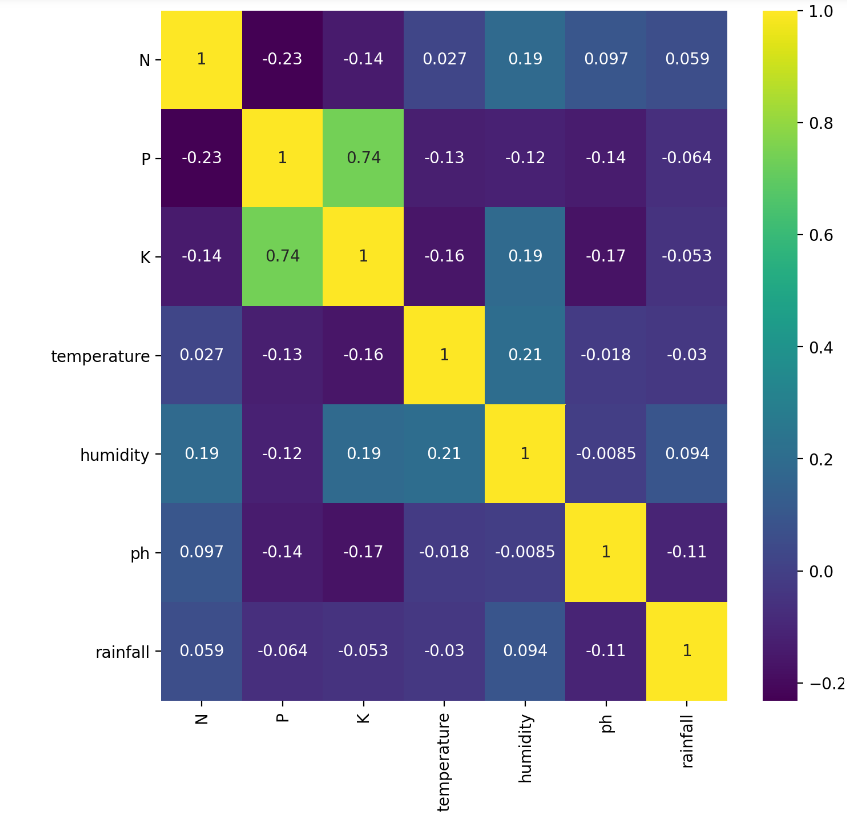 N 1 -0.23 -0.14 0.027 0.19 0.097 0.059
P -0.23 1 0.74 -0.13 -0.12 -0.14 -0.064
K -0.14 0.74 1 -0.16 0.19 -0.17 -0.053
temperature 0.027 -0.13 -0.16 1 0.21 -0.018 -0.03
humidity 0.19 -0.12 0.19 0.21 1 -0.0085 0.094
ph 0.097 -0.14 -0.17 -0.018 -0.0085 1 -0.11
rainfall 0.059 -0.064 -0.053 -0.03 0.094 -0.11 1
N P K temperature humidity ph rainfall
1.0
0.8
0.6
0.4
0.2
0.0
−0.2